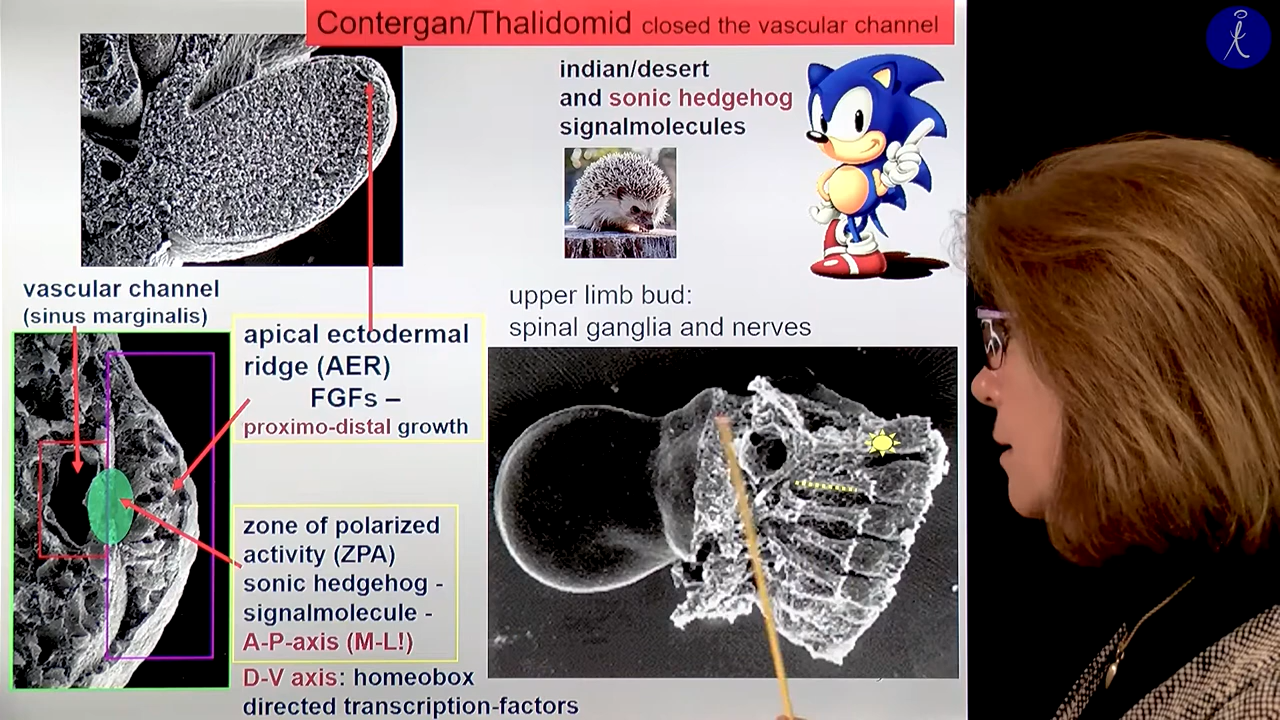 Contergan/Thalidomid closed the vascular channel
indian/desert
and sonic hedgehog
signalmolecules
vascular channel
(sinus marginalis)
apical ectodermal
ridge (AER)
FGFs –
proximo-distal growth
upper limb bud:
spinal ganglia and nerves
zone of polarized
activity (ZPA)
sonic hedgehog -
signalmolecule -
A-P-axis (M-L!)
D-V axis: homeobox
directed transcription-factors